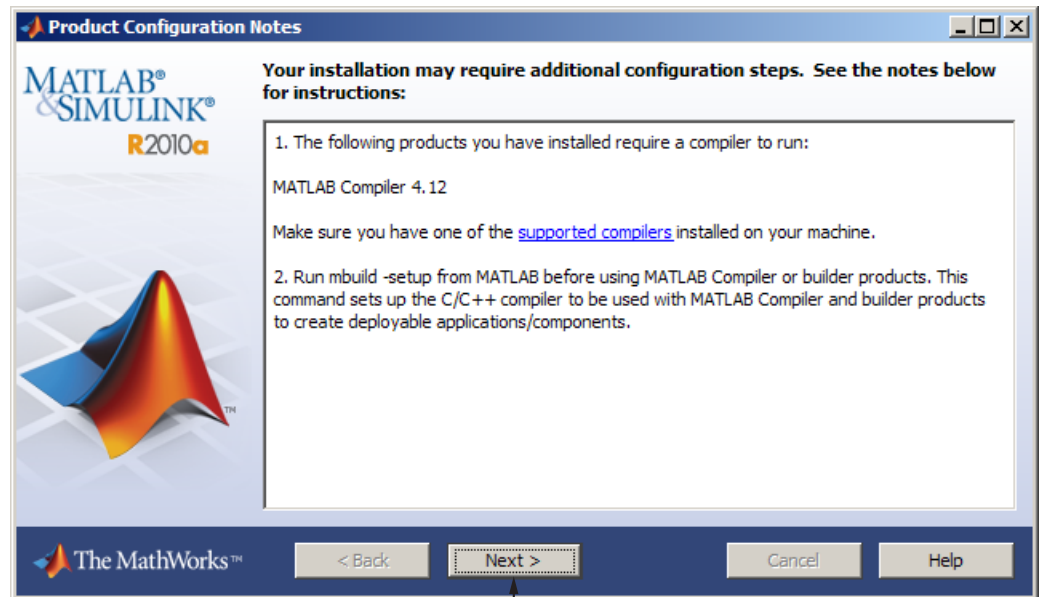 Product Configuration Notes
MATLAB®
&SIMULINK®
R2010a
TM
Your installation may require additional configuration steps. See the notes below
for instructions:
1. The following products you have installed require a compiler to run:
MATLAB Compiler 4.12
Make sure you have one of the supported compilers installed on your machine.
2. Run mbuild -setup from MATLAB before using MATLAB Compiler or builder products. This
command sets up the C/C++ compiler to be used with MATLAB Compiler and builder products
to create deployable applications/components.
The MathWorks™
< Back
Next >
Cancel
Help